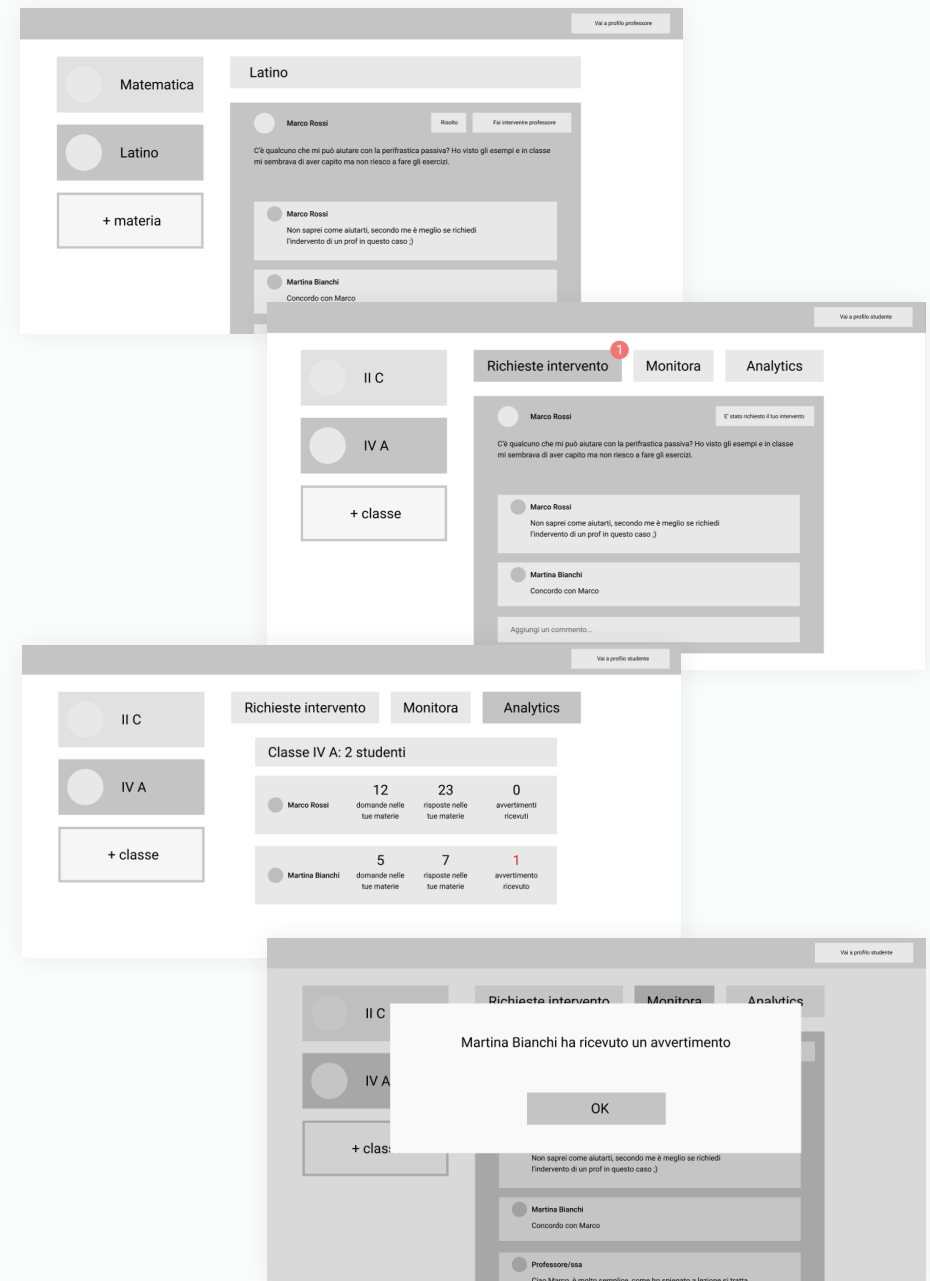 Vai a profilo professore
Matematica
Latino
+ materia
Latino
Marco Rossi
Risolto
Fai intervenire professore
C'è qualcuno che mi può aiutare con la perifrastica passiva? Ho visto gli esempi e in classe
mi sembrava di aver capito ma non riesco a fare gli esercizi.
Marco Rossi
Non saprei come aiutarti, secondo me è meglio se richiedi
l'indervento di un prof in questo caso ;)
Martina Bianchi
Concordo con Marco
Vai a profilo studente
II C
IV A
+ classe
Richieste intervento
1
Monitora
Analytics
Marco Rossi
E' stato richiesto il tuo intervento
C'è qualcuno che mi può aiutare con la perifrastica passiva? Ho visto gli esempi e in classe
mi sembrava di aver capito ma non riesco a fare gli esercizi.
Marco Rossi
Non saprei come aiutarti, secondo me è meglio se richiedi
l'indervento di un prof in questo caso ;)
Martina Bianchi
Concordo con Marco
Aggiungi un commento...
Vai a profilo studente
II C
IV A
+ classe
Richieste intervento
Monitora
Analytics
Classe IV A: 2 studenti
Marco Rossi
12
domande nelle
tue materie
23
risposte nelle
tue materie
0
avvertimenti
ricevuti
Martina Bianchi
5
domande nelle
tue materie
7
risposte nelle
tue materie
1
avvertimento
ricevuto
Vai a profilo studente
II C
IV A
+ clas
Richieste intervento
Monitora
Analytics
Martina Bianchi ha ricevuto un avvertimento
OK
Non saprei come aiutarti, secondo me è meglio se richiedi
l'indervento di un prof in questo caso ;)
Martina Bianchi
Concordo con Marco
Professore/ssa
Ciao Marco, è molto semplice, come ho spiegato a lezione si tratta